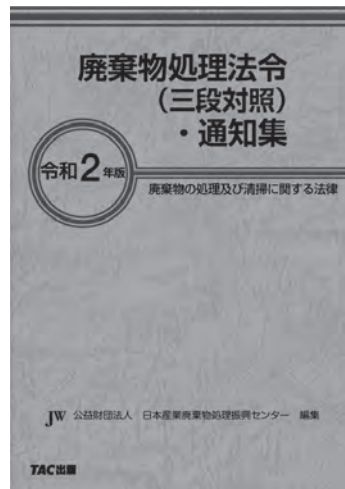 廃棄物処理法令
（三段対照）
・通知集
令和2年版
廃棄物の処理及び清掃に関する法律
JW 公益財団法人 日本産業廃棄物処理振興センター 編集
TAC出版